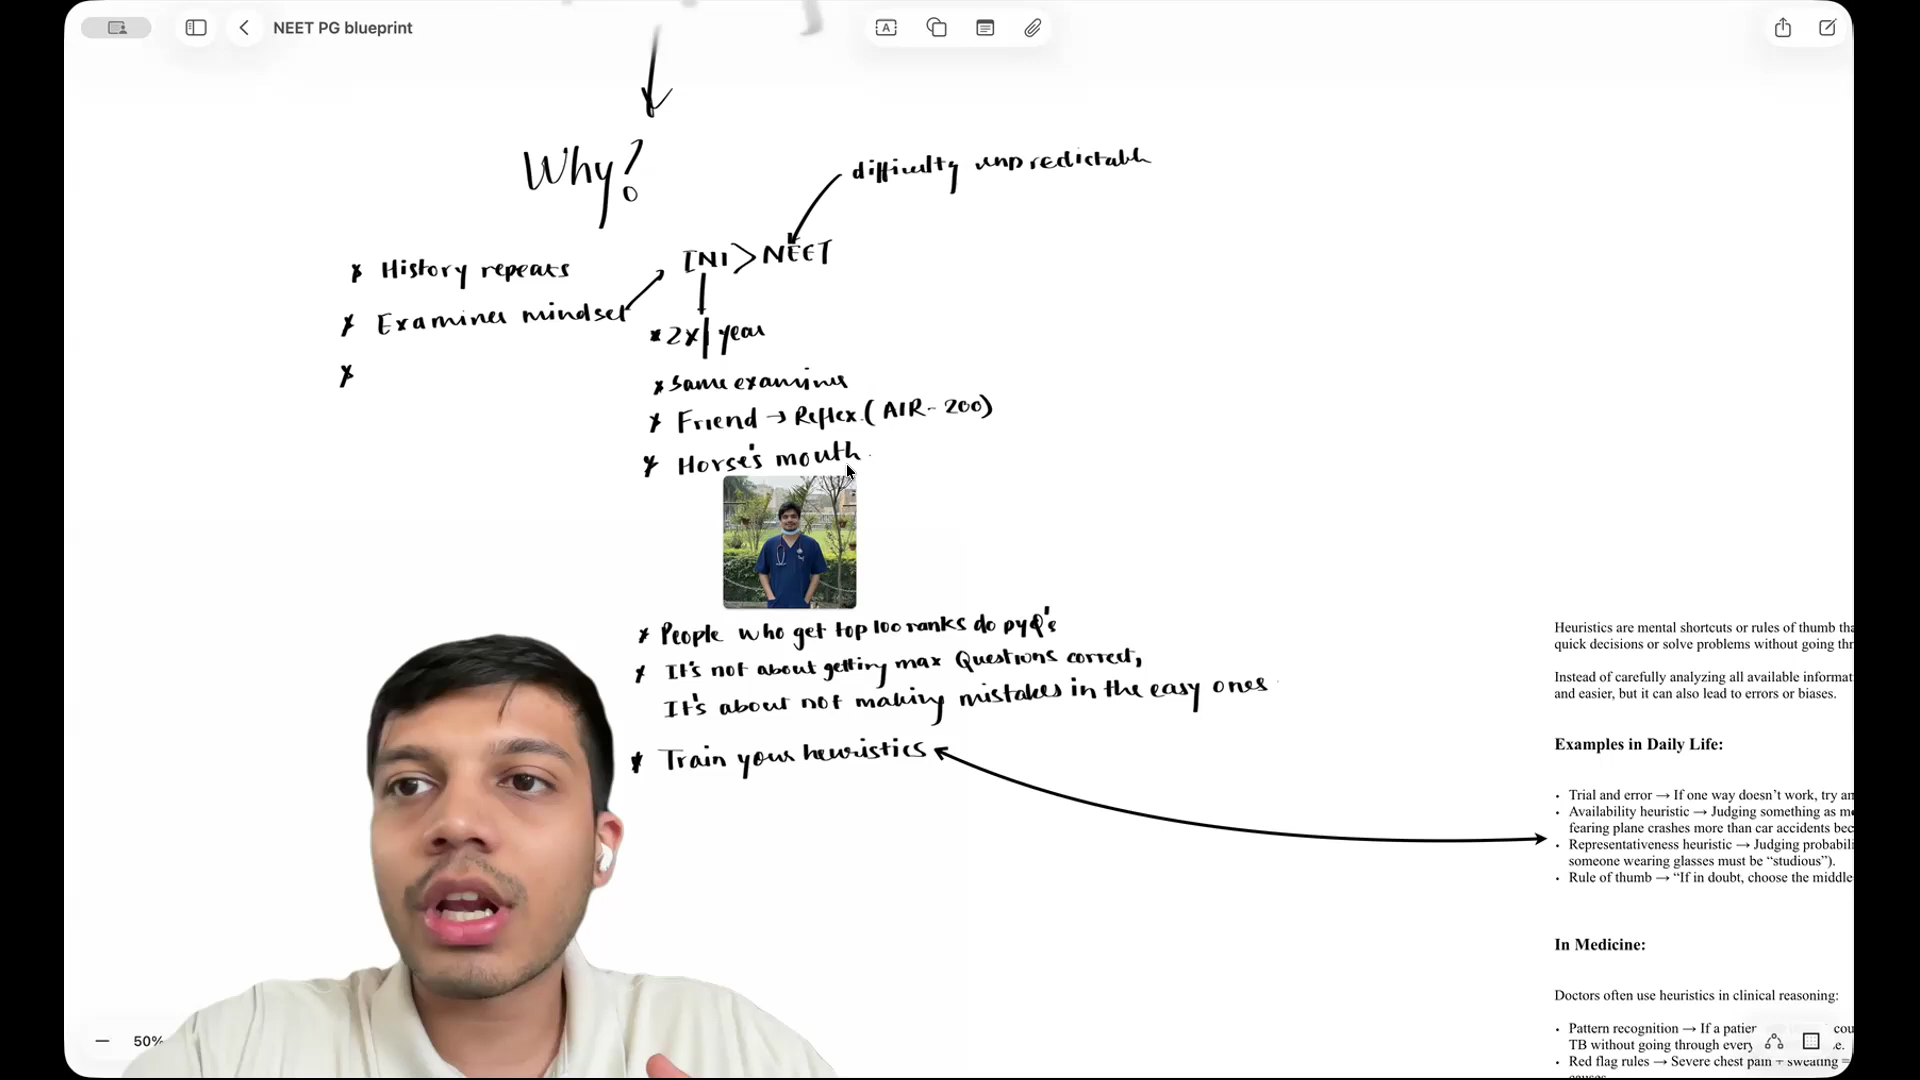 NEET PG blueprint
Why?
difficulty unpredictable
INI > NEET
* History repeats
* Examiner mindset
*
* 2x/year
* Same examiner
* Friend → Reflex. (AIR-200)
* Horse's mouth
* People who get top 100 ranks do pyQ's
* It's not about getting max Questions correct,
It's about not making mistakes in the easy ones
* Train your heuristics
Heuristics are mental shortcuts or rules of thumb tha
quick decisions or solve problems without going thr
Instead of carefully analyzing all available informat
and easier, but it can also lead to errors or biases.
Examples in Daily Life:
• Trial and error → If one way doesn't work, try an
• Availability heuristic → Judging something as mo
fearing plane crashes more than car accidents bec
• Representativeness heuristic → Judging probabili
someone wearing glasses must be “studious”).
• Rule of thumb → “If in doubt, choose the middle
In Medicine:
Doctors often use heuristics in clinical reasoning:
• Pattern recognition → If a patien cou
TB without going through every e.
• Red flag rules → Severe chest pain + sweating =
50%